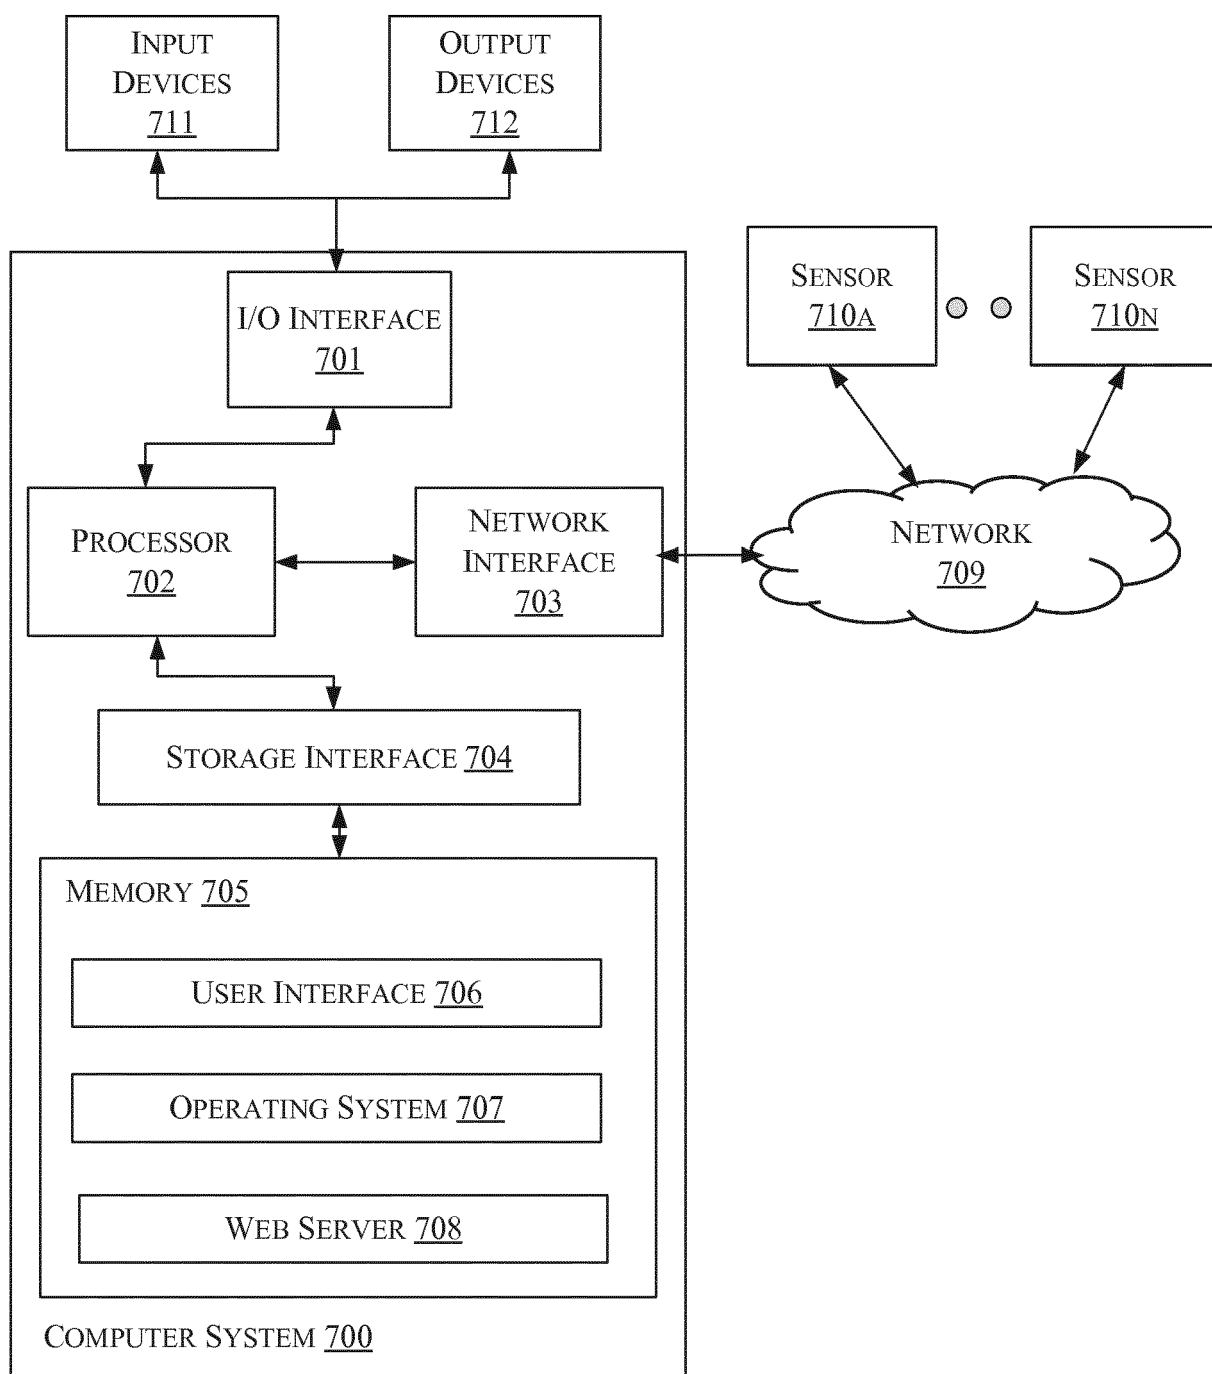 INPUT
DEVICES
711
OUTPUT
DEVICES
712
SENSOR
710A
SENSOR
710N
I/O INTERFACE
701
PROCESSOR
702
NETWORK
INTERFACE
703
NETWORK
709
STORAGE INTERFACE 704
MEMORY 705
USER INTERFACE 706
OPERATING SYSTEM 707
WEB SERVER 708
COMPUTER SYSTEM 700